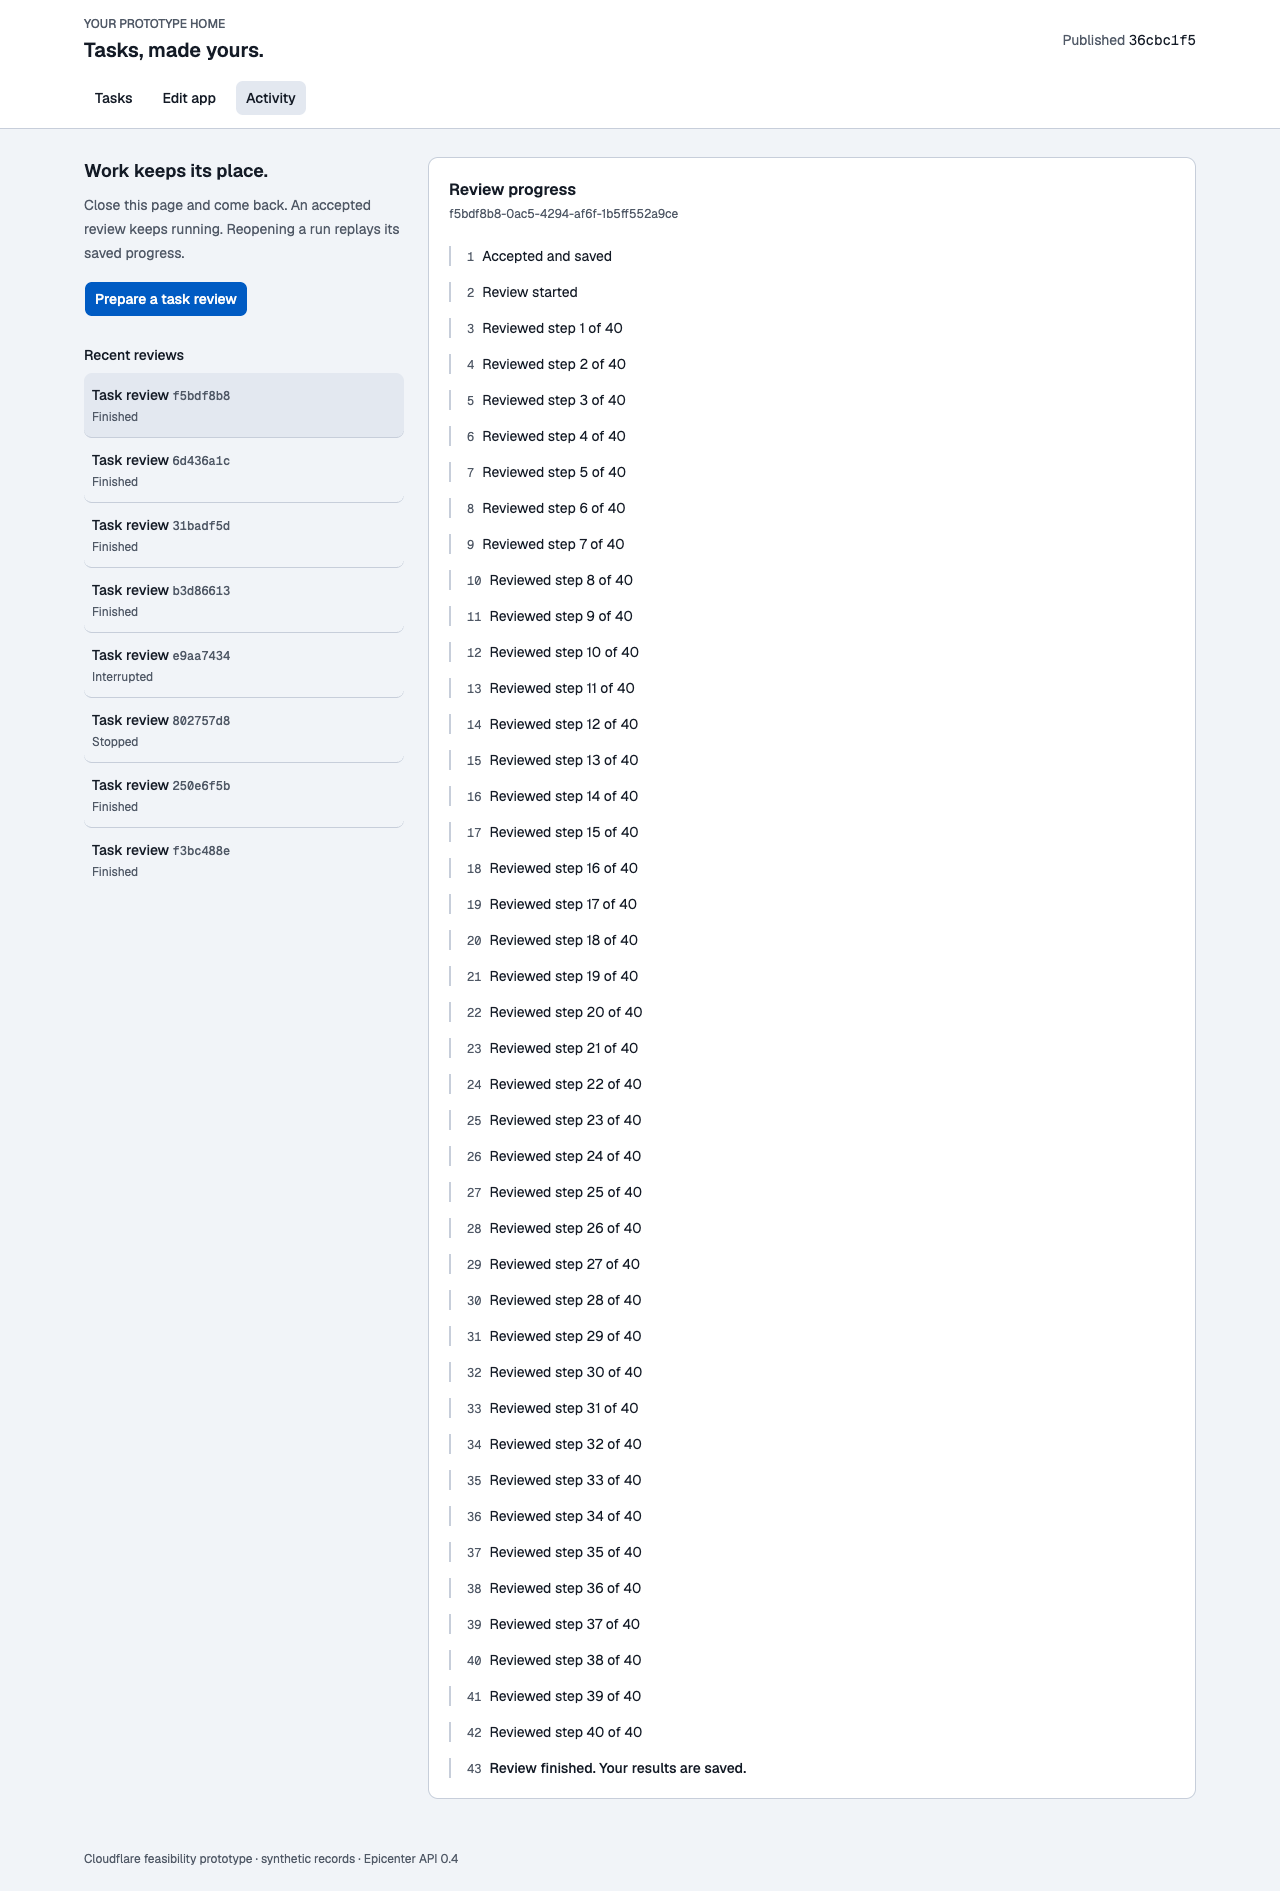 YOUR PROTOTYPE HOME
Tasks, made yours.
Published 36cbc1f5
Tasks
Edit app
Activity
Work keeps its place.
Close this page and come back. An accepted
review keeps running. Reopening a run replays its
saved progress.
Prepare a task review
Recent reviews
Task review f5bdf8b8
Finished
Task review 6d436a1c
Finished
Task review 31badf5d
Finished
Task review b3d86613
Finished
Task review e9aa7434
Interrupted
Task review 802757d8
Stopped
Task review 250e6f5b
Finished
Task review f3bc488e
Finished
Review progress
f5bdf8b8-0ac5-4294-af6f-1b5ff552a9ce
1 Accepted and saved
2 Review started
3 Reviewed step 1 of 40
4 Reviewed step 2 of 40
5 Reviewed step 3 of 40
6 Reviewed step 4 of 40
7 Reviewed step 5 of 40
8 Reviewed step 6 of 40
9 Reviewed step 7 of 40
10 Reviewed step 8 of 40
11 Reviewed step 9 of 40
12 Reviewed step 10 of 40
13 Reviewed step 11 of 40
14 Reviewed step 12 of 40
15 Reviewed step 13 of 40
16 Reviewed step 14 of 40
17 Reviewed step 15 of 40
18 Reviewed step 16 of 40
19 Reviewed step 17 of 40
20 Reviewed step 18 of 40
21 Reviewed step 19 of 40
22 Reviewed step 20 of 40
23 Reviewed step 21 of 40
24 Reviewed step 22 of 40
25 Reviewed step 23 of 40
26 Reviewed step 24 of 40
27 Reviewed step 25 of 40
28 Reviewed step 26 of 40
29 Reviewed step 27 of 40
30 Reviewed step 28 of 40
31 Reviewed step 29 of 40
32 Reviewed step 30 of 40
33 Reviewed step 31 of 40
34 Reviewed step 32 of 40
35 Reviewed step 33 of 40
36 Reviewed step 34 of 40
37 Reviewed step 35 of 40
38 Reviewed step 36 of 40
39 Reviewed step 37 of 40
40 Reviewed step 38 of 40
41 Reviewed step 39 of 40
42 Reviewed step 40 of 40
43 Review finished. Your results are saved.
Cloudflare feasibility prototype · synthetic records · Epicenter API 0.4